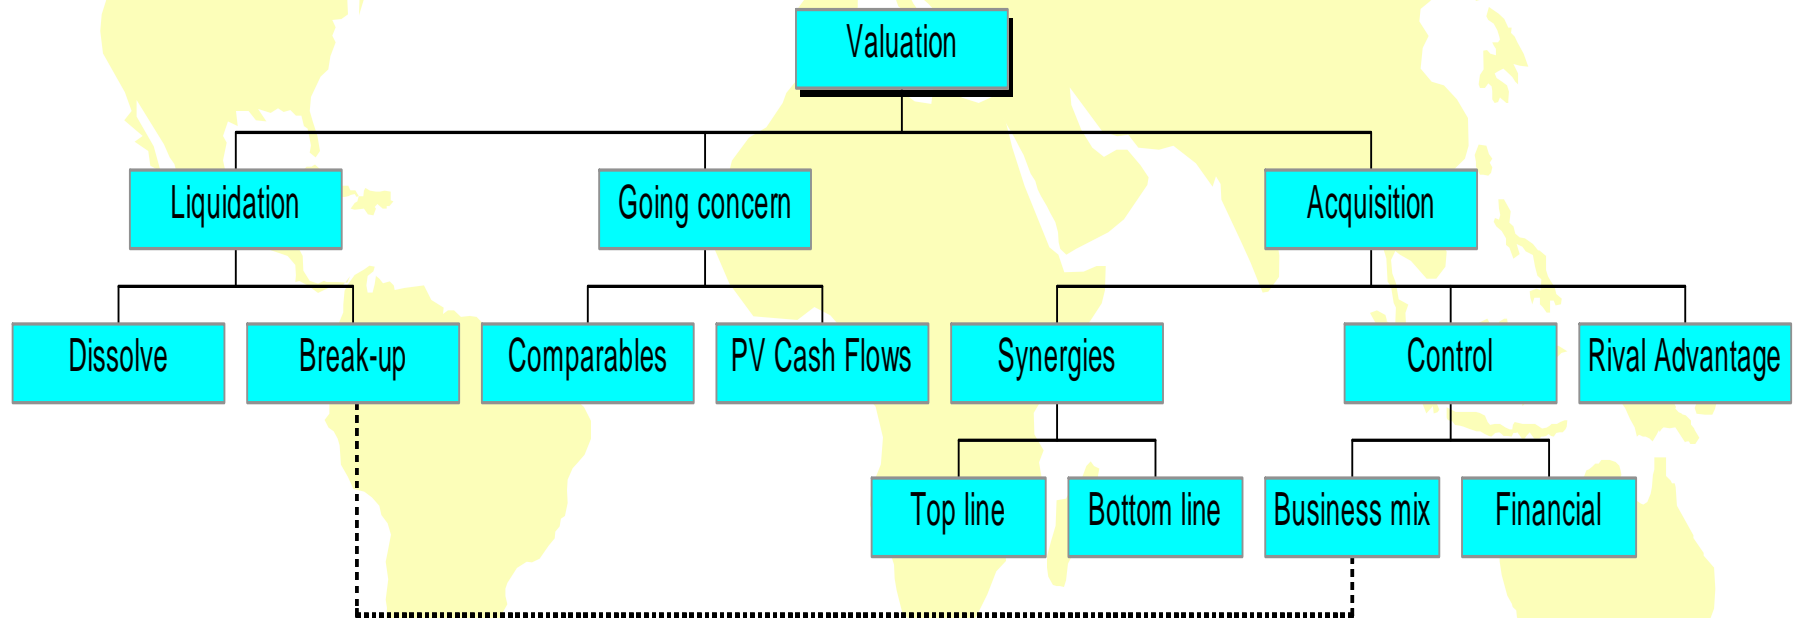 Valuation
Liquidation
Going concern
Acquisition
Dissolve
Break-up
Comparables
PV Cash Flows
Synergies
Control
Rival Advantage
Top line
Bottom line
Business mix
Financial